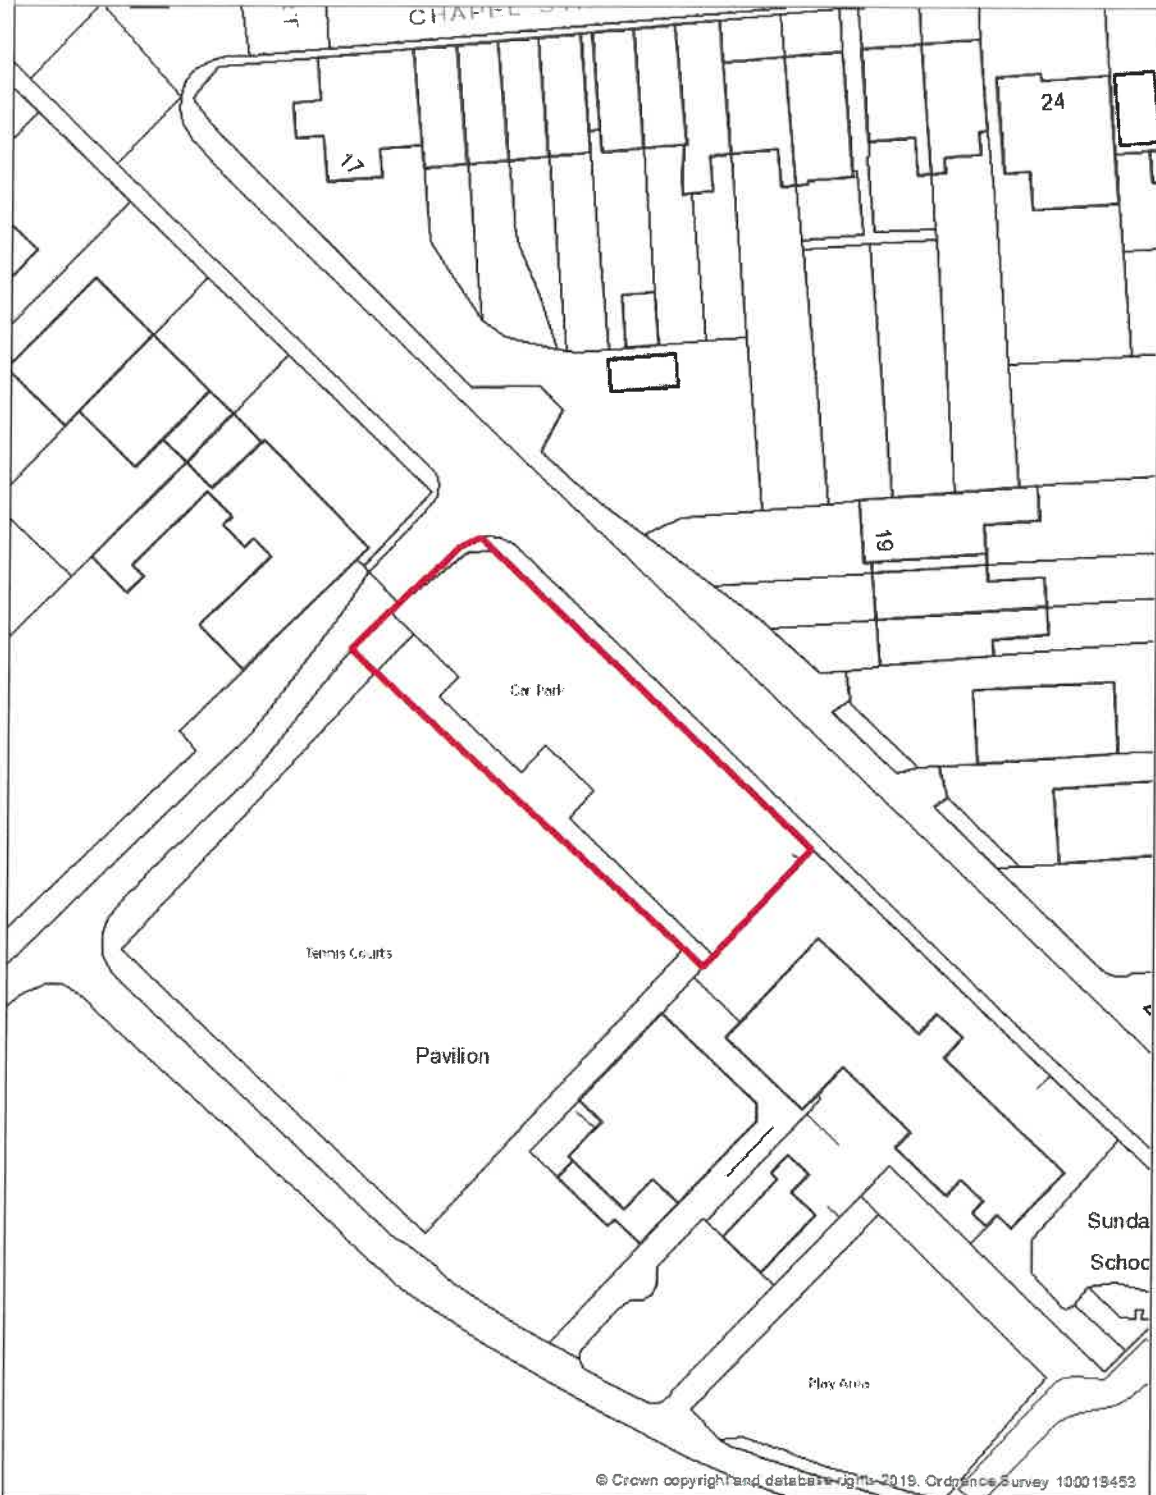 CHAPEL
17
24
19
Car Park
Tennis Courts
Pavilion
Sunda
Schoo
Play Area
© Crown copyright and database rights 2019. Ordnance Survey 100019453